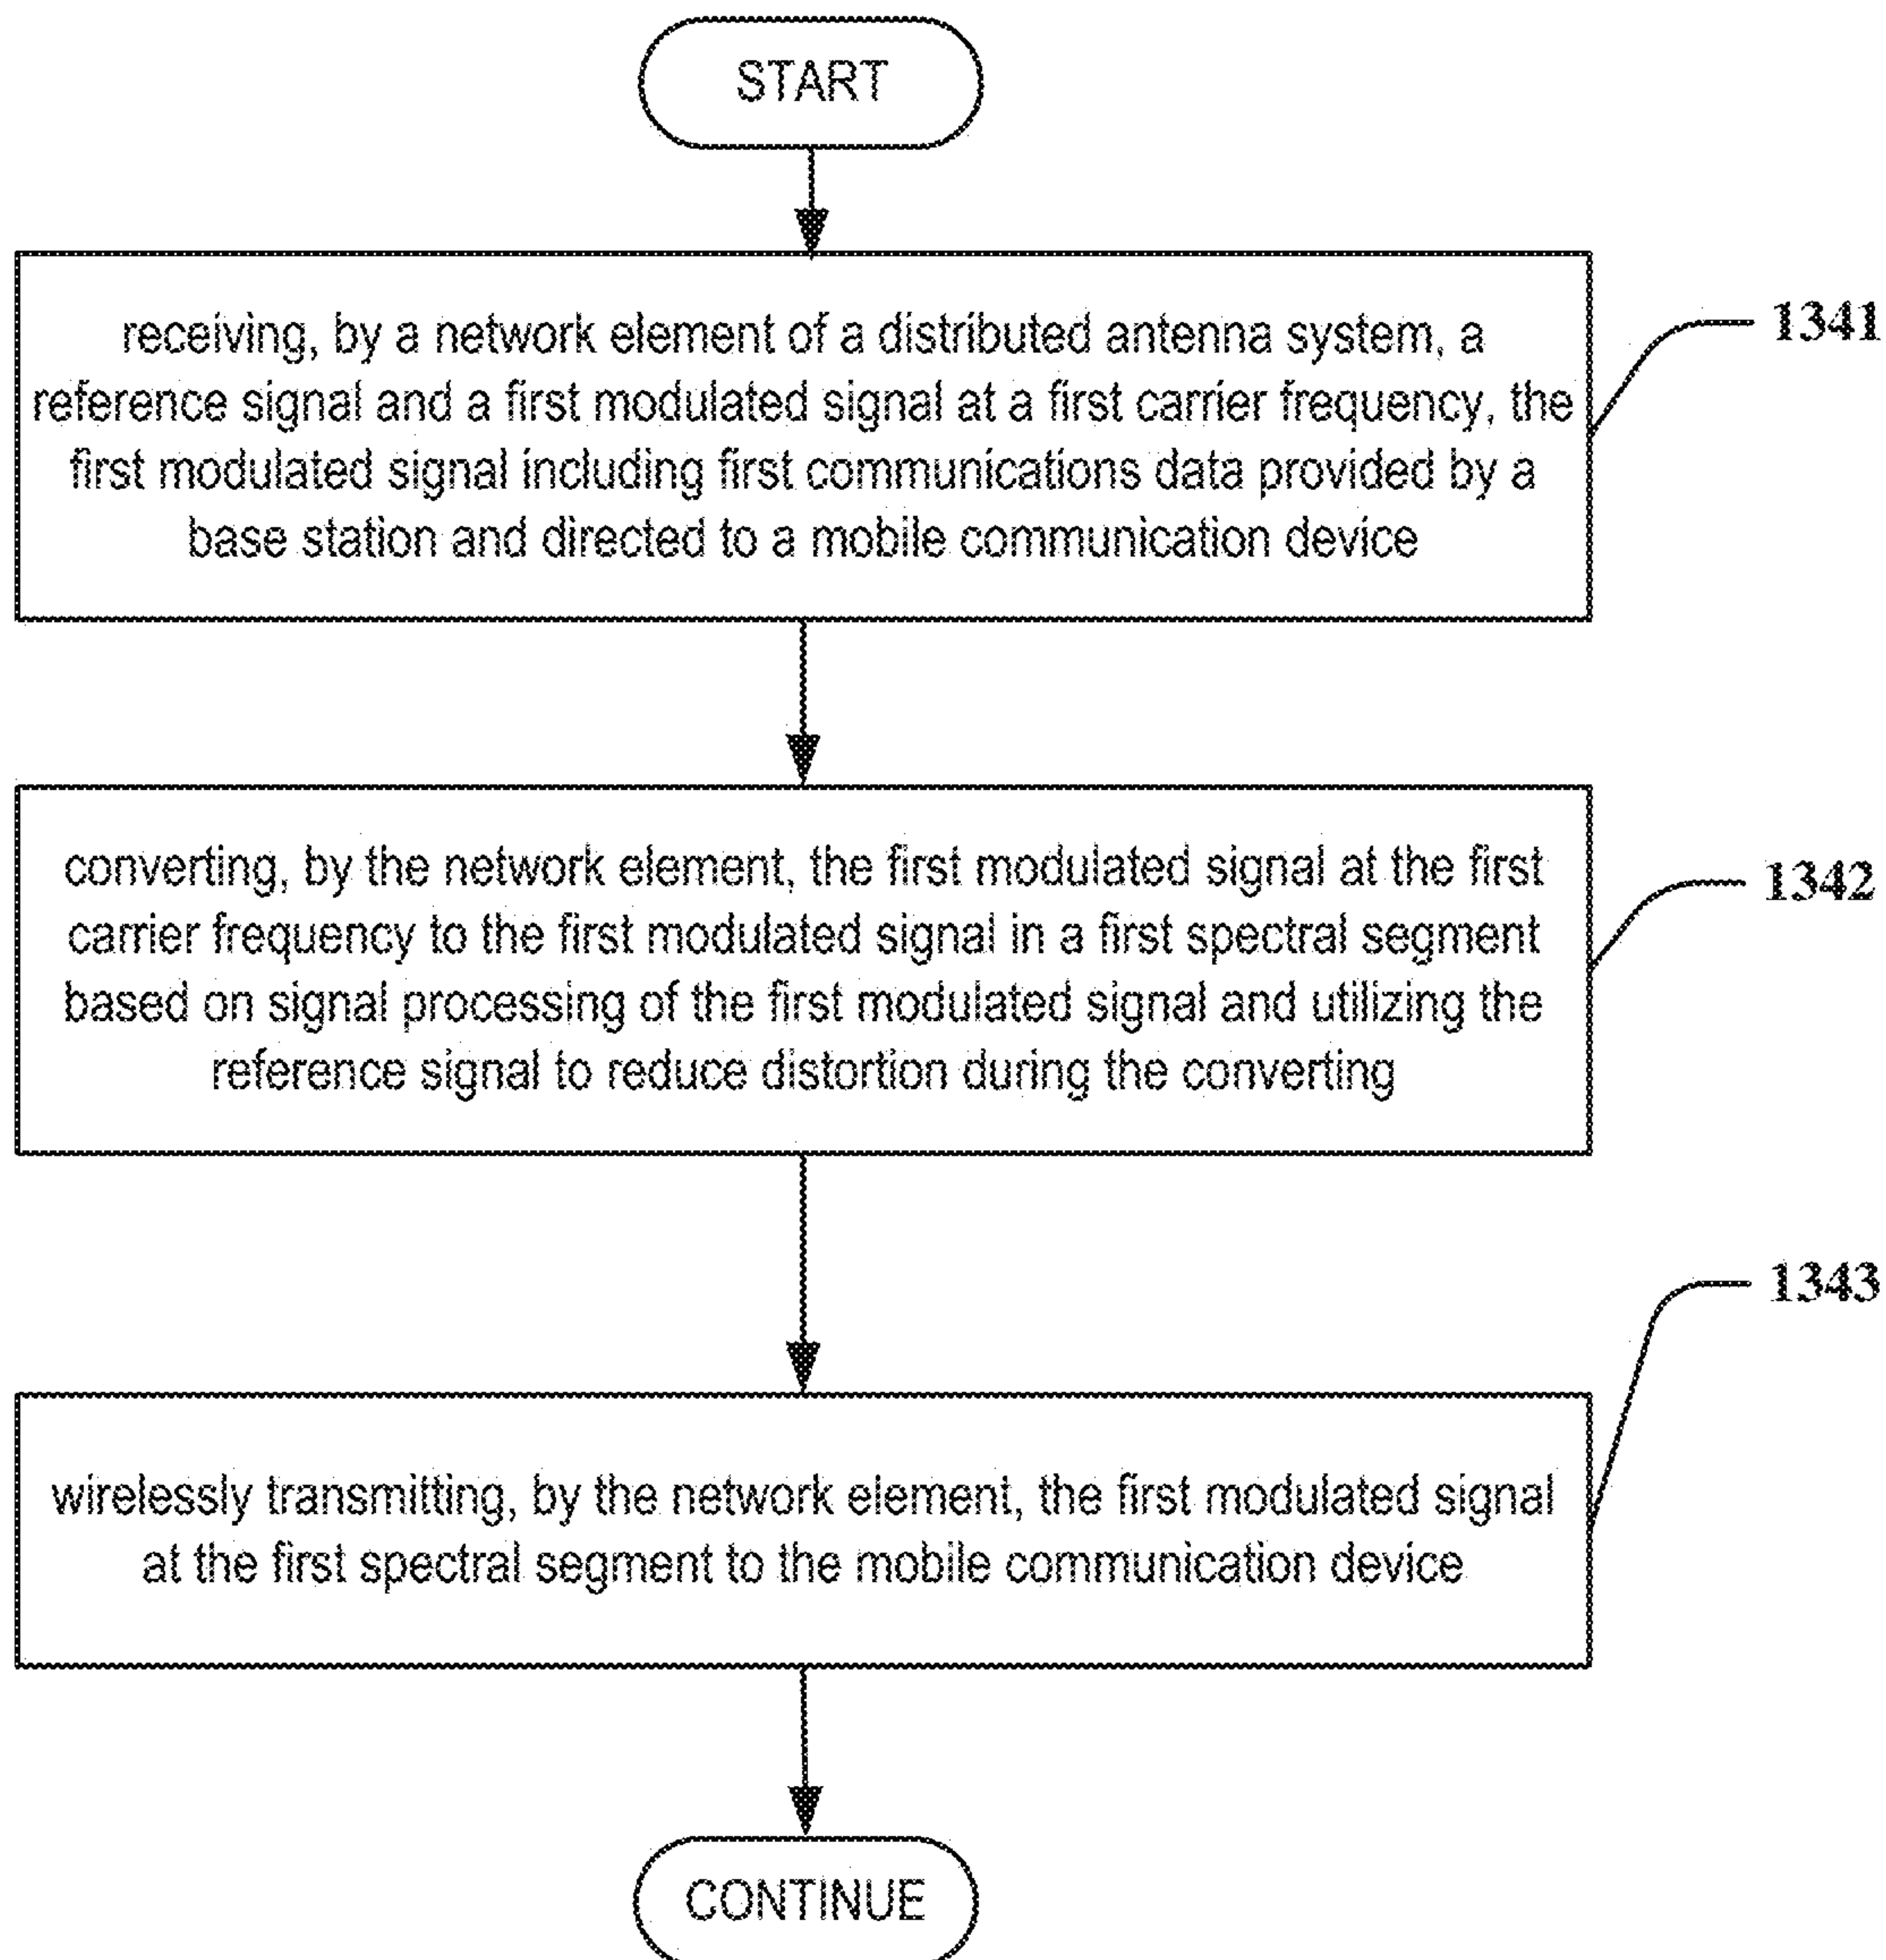 START
receiving, by a network element of a distributed antenna system, a
reference signal and a first modulated signal at a first carrier frequency, the
first modulated signal including first communications data provided by a
base station and directed to a mobile communication device
1341
converting, by the network element, the first modulated signal at the first
carrier frequency to the first modulated signal in a first spectral segment
based on signal processing of the first modulated signal and utilizing the
reference signal to reduce distortion during the converting
1342
wirelessly transmitting, by the network element, the first modulated signal
at the first spectral segment to the mobile communication device
1343
CONTINUE